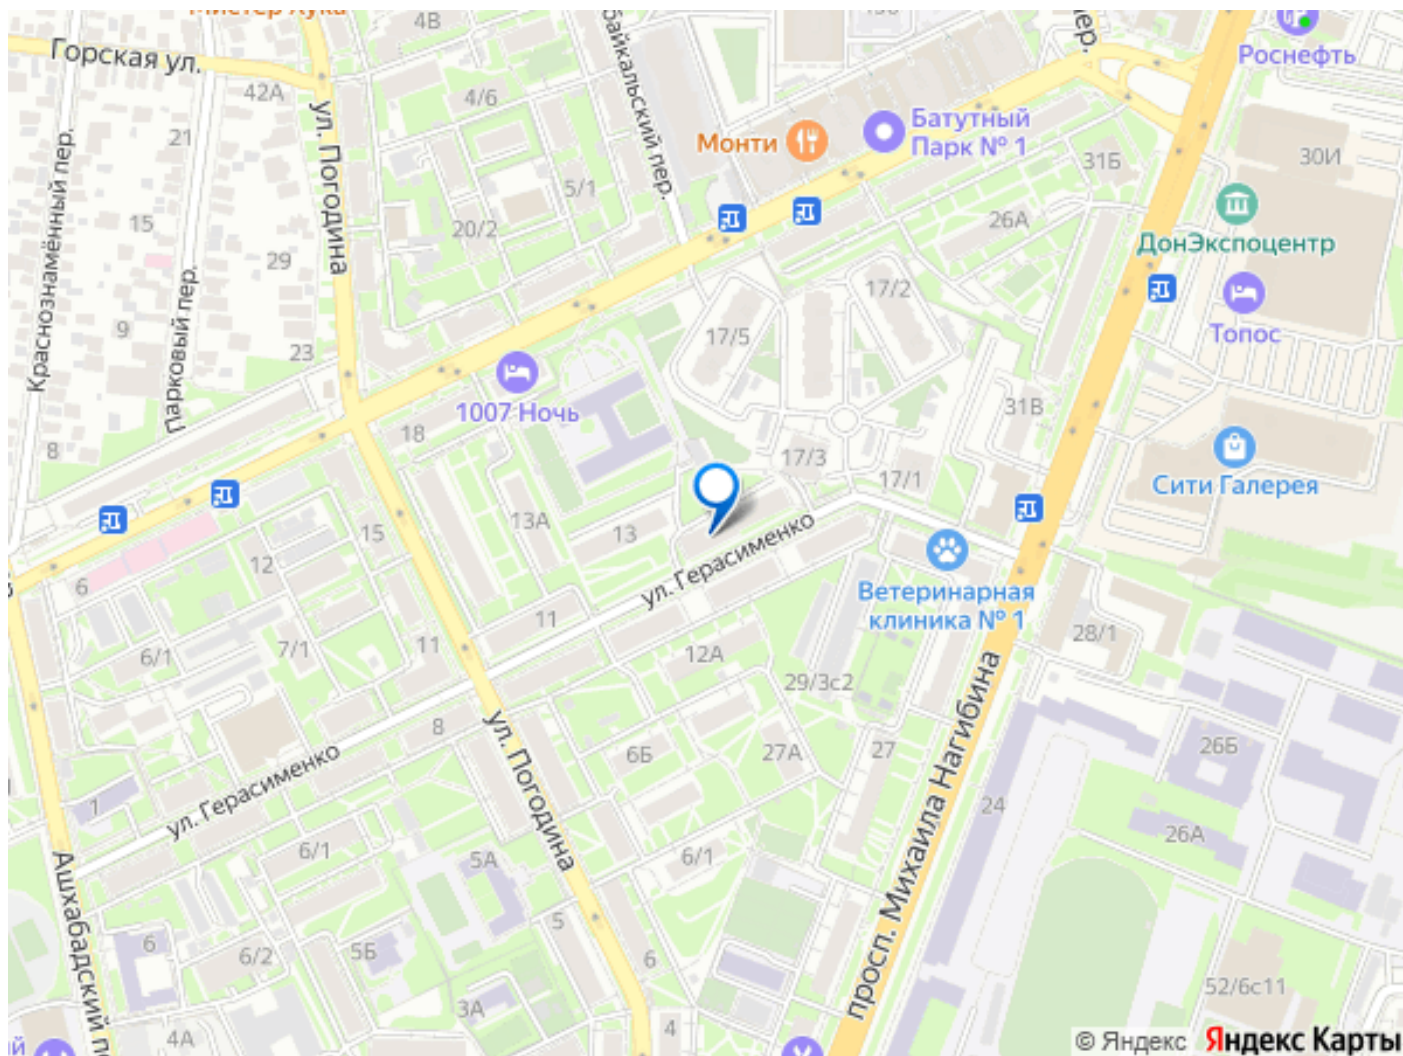 Мистер Хука
4В
Роснефть
Горская ул.
байкальский пер.
пер.
42А
4/6
Батутный
Парк № 1
Монти
21
ул. Погодина
31Б
30И
Краснознамённый пер.
5/1
15
20/2
26А
ДонЭкспоцентр
29
Парковый пер.
17/2
9
17/5
Топос
23
1007 Ночь
31В
18
8
17/3
17/1
Сити Галерея
13А
13
15
ул. Герасименко
12
Ветеринарная
клиника № 1
6
11
28/1
7/1
11
6/1
12А
29/3с2
просп. Михаила Нагибина
8
ул. Погодина
6Б
27А
27
26Б
ул. Герасименко
1
24
26А
6/1
5А
6/1
Ашхабадский п
5
6
6/2
5Б
6
52/6с11
3А
4
4А
ий
© Яндекс Яндекс Карты